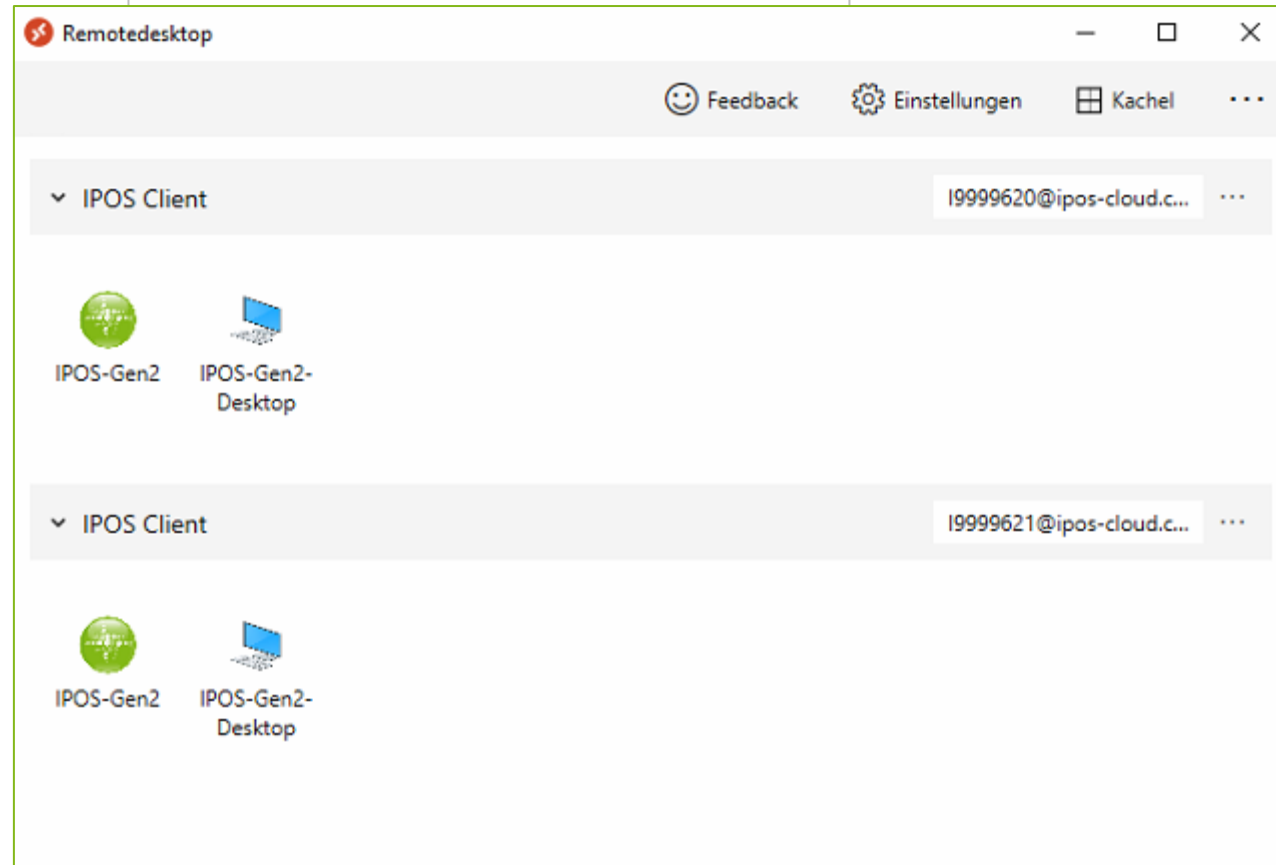 Remotedesktop
Feedback Einstellungen Kachel ...
IPOS Client I9999620@ipos-cloud.c... ...
IPOS-Gen2 IPOS-Gen2-
Desktop
IPOS Client I9999621@ipos-cloud.c... ...
IPOS-Gen2 IPOS-Gen2-
Desktop